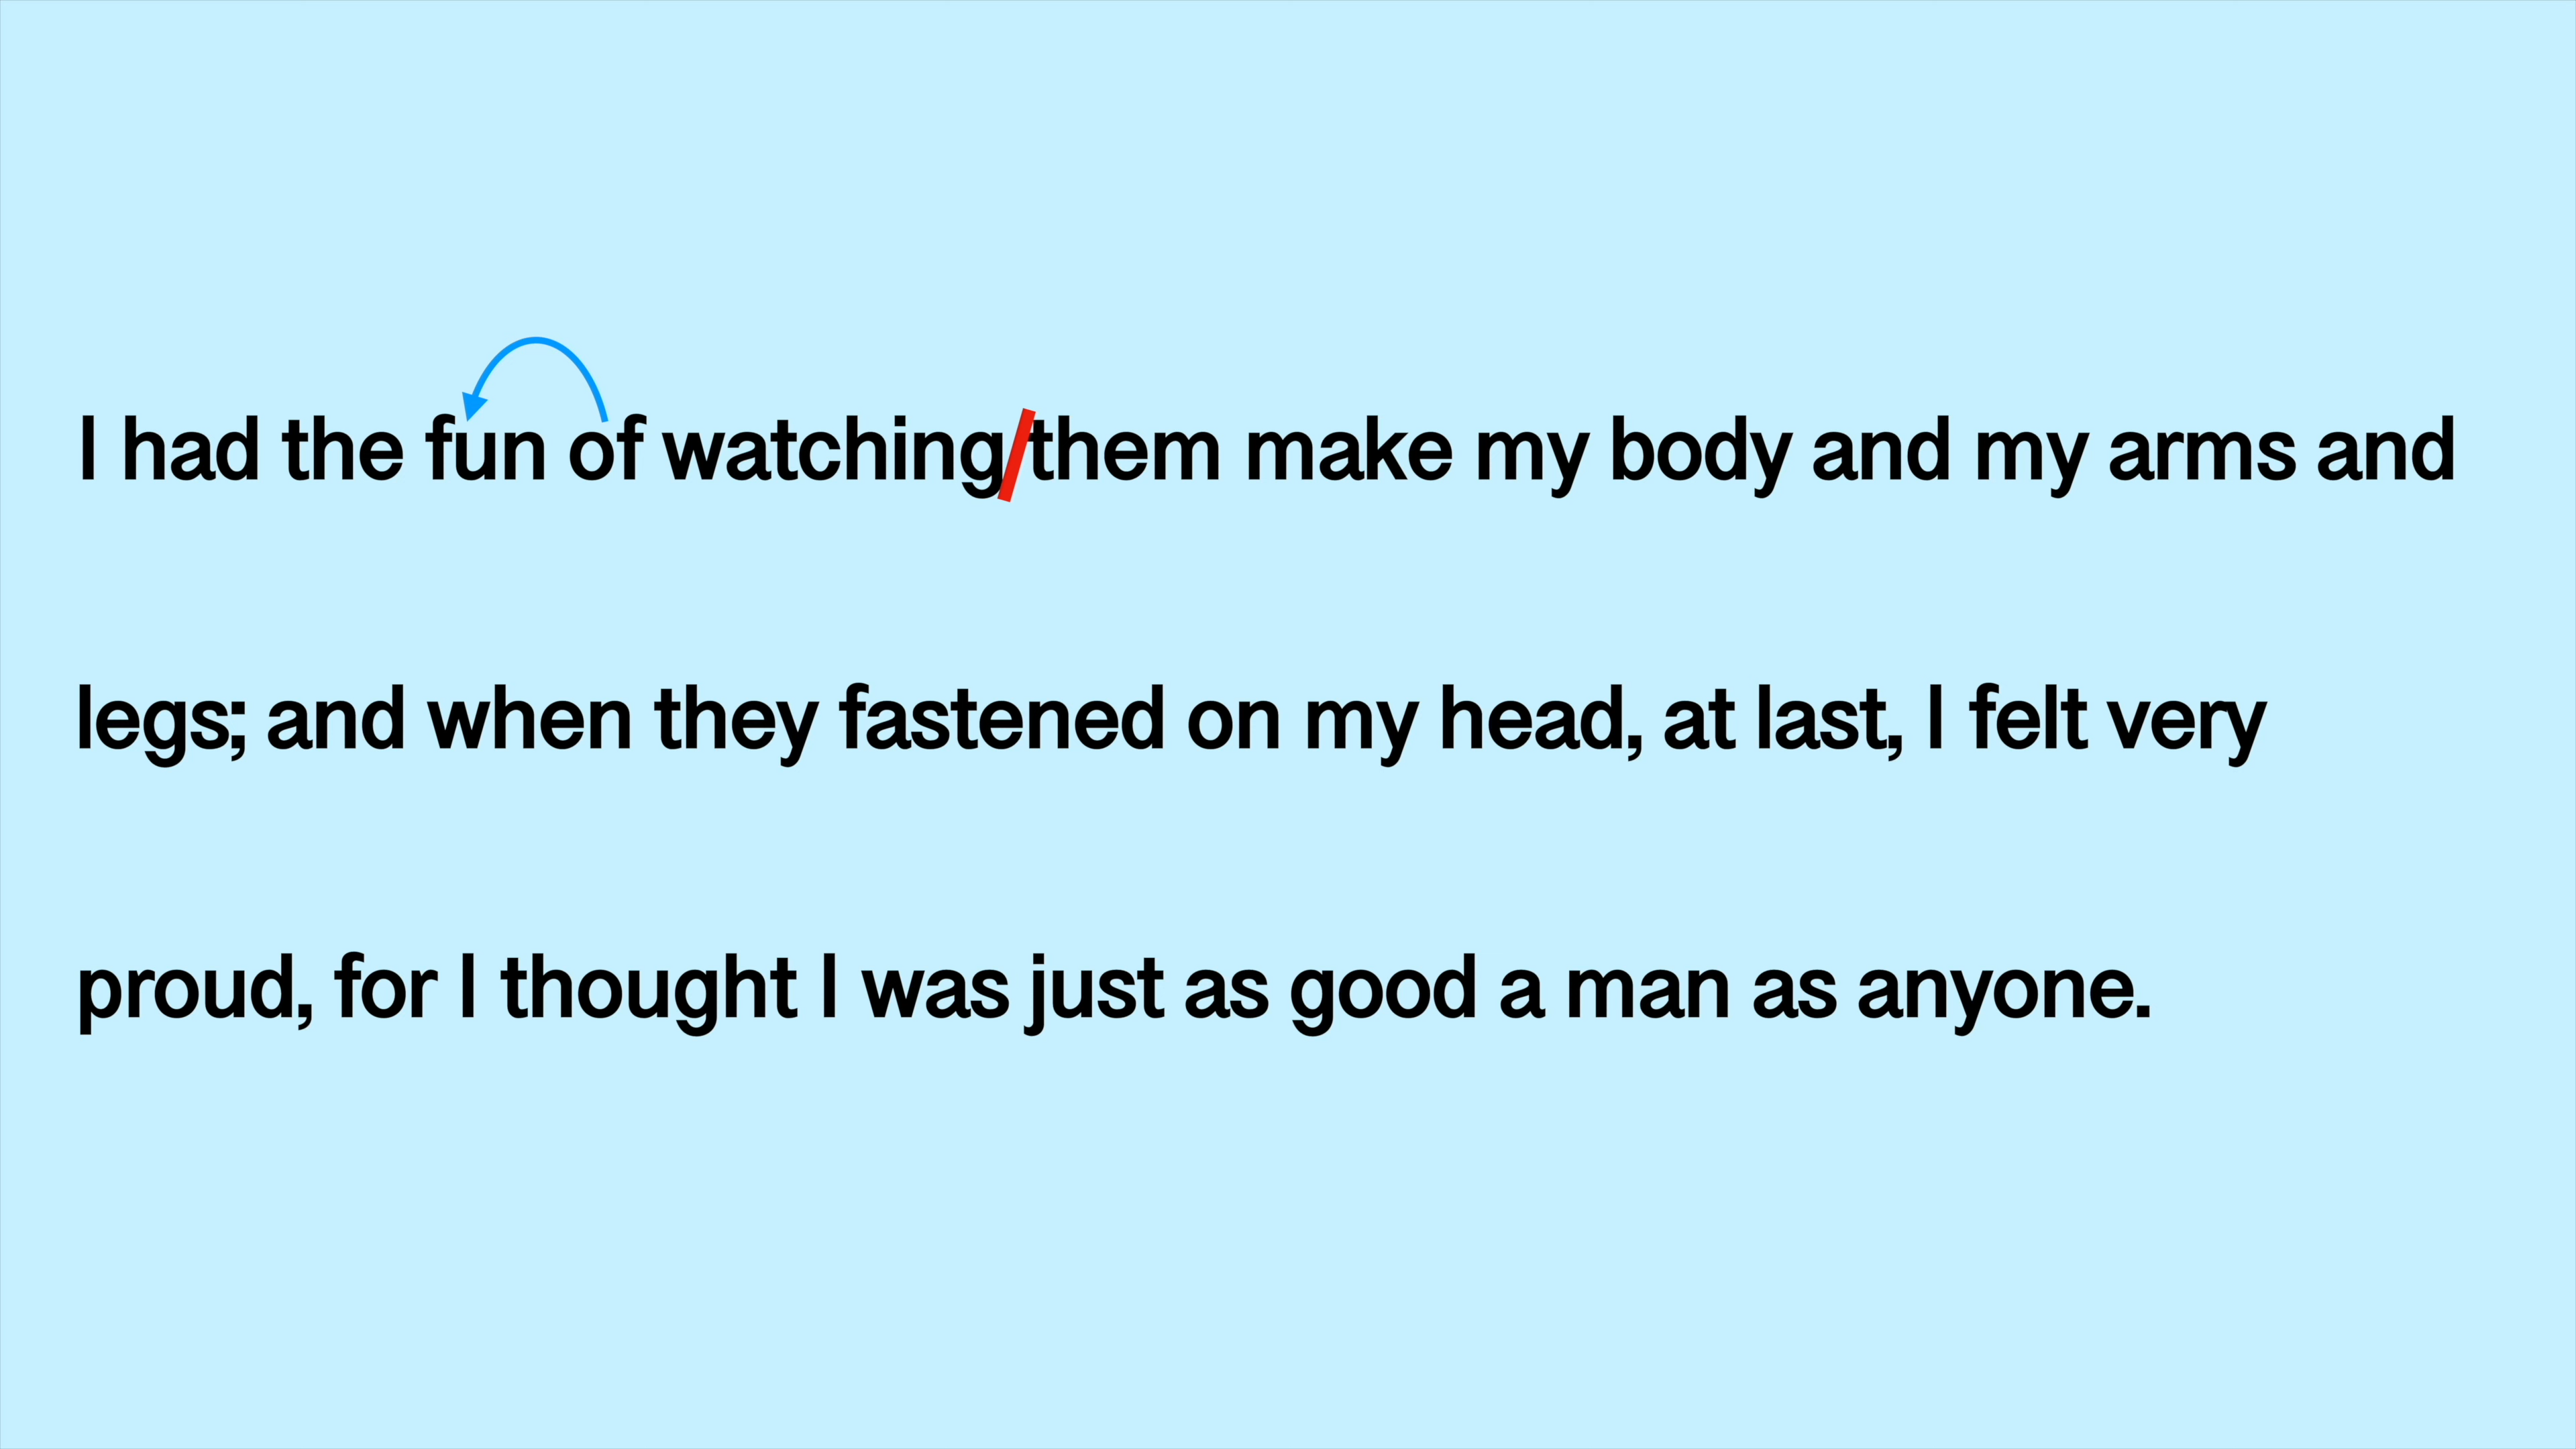 I had the fun of watching/them make my body and my arms and
legs; and when they fastened on my head, at last, I felt very
proud, for I thought I was just as good a man as anyone.